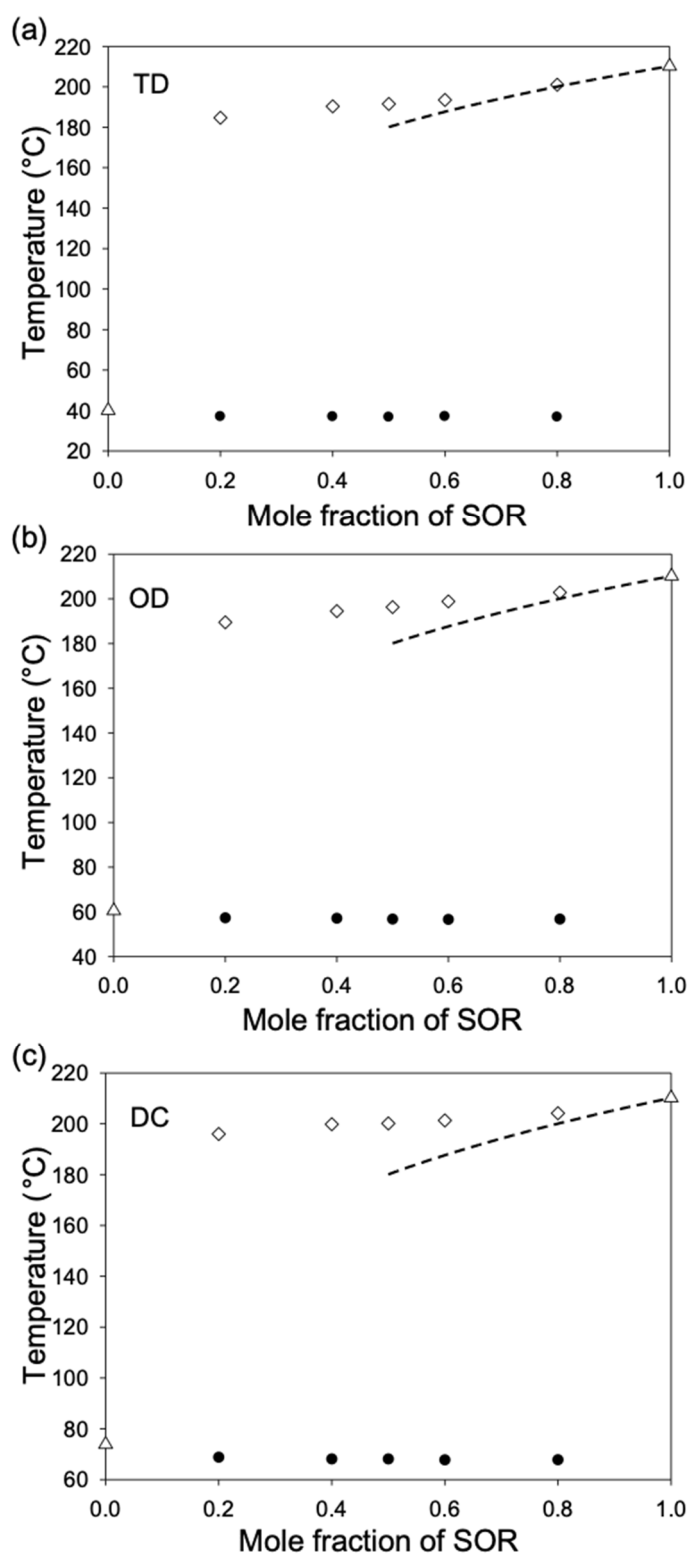 (a)
220
TD
200
180
160
140
120
100
80
60
40
20
Temperature (°C)
0.0 0.2 0.4 0.6 0.8 1.0
Mole fraction of SOR
(b)
220
OD
200
180
160
140
120
100
80
60
40
Temperature (°C)
0.0 0.2 0.4 0.6 0.8 1.0
Mole fraction of SOR
(c)
220
DC
200
180
160
140
120
100
80
60
Temperature (°C)
0.0 0.2 0.4 0.6 0.8 1.0
Mole fraction of SOR